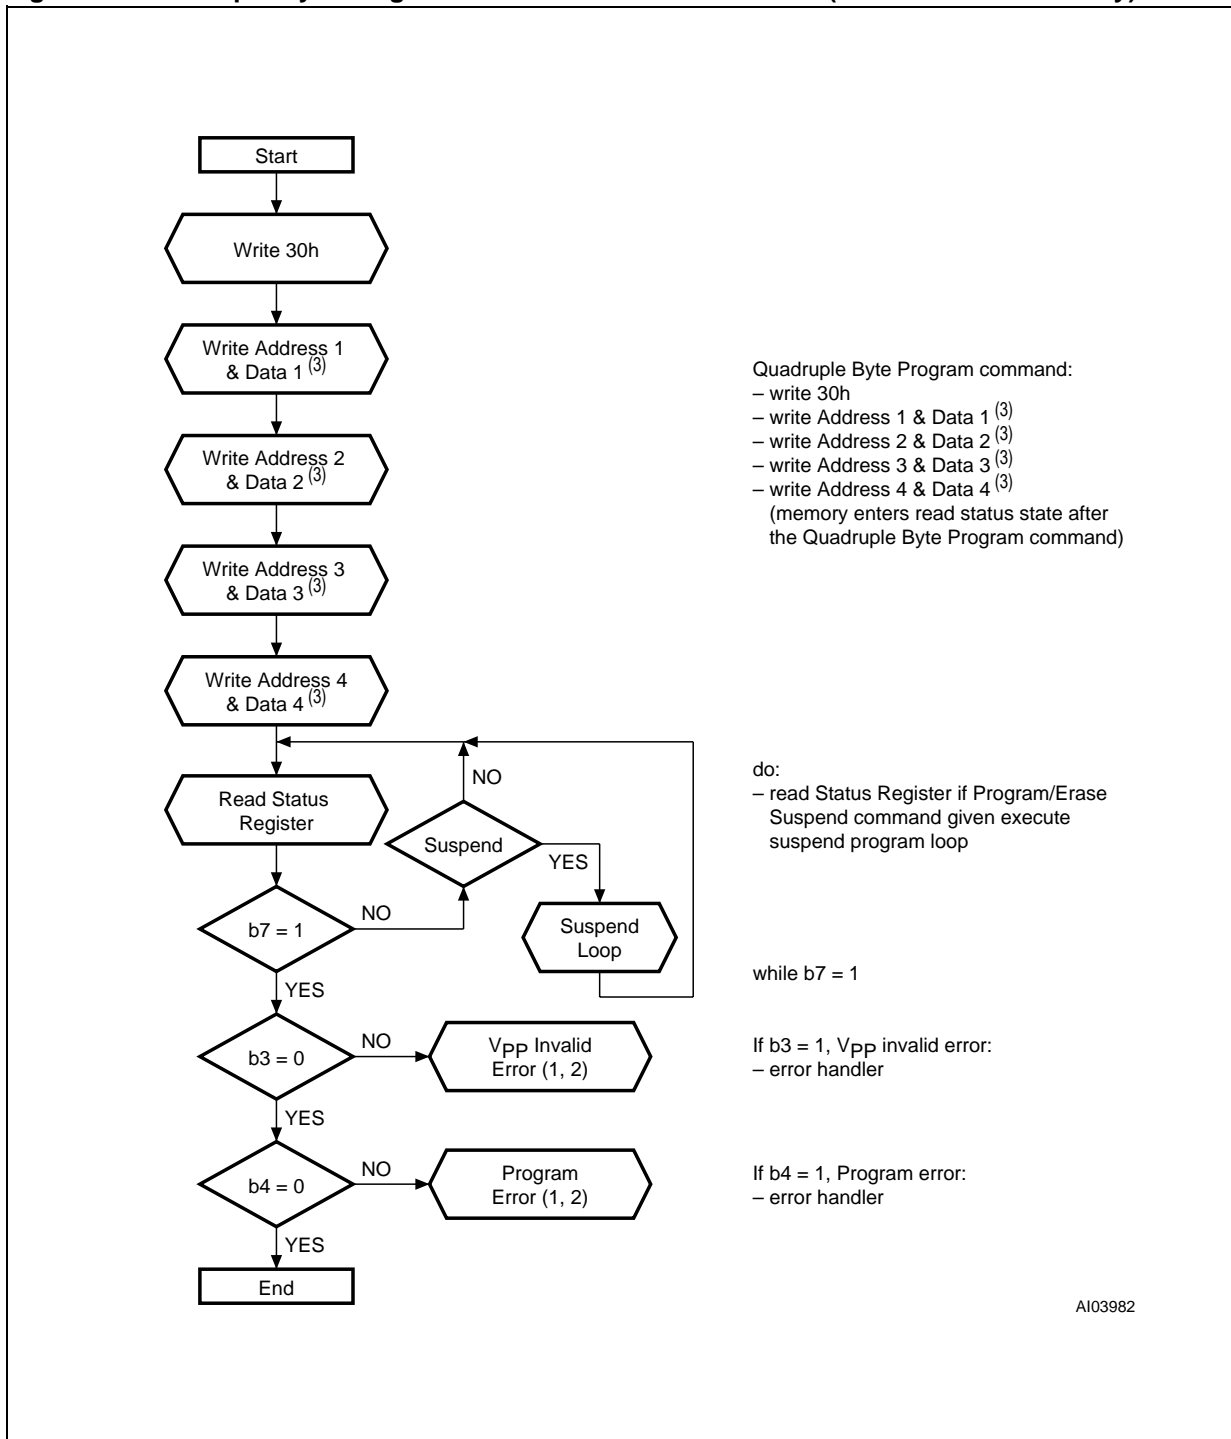 Start
Write 30h
Write Address 1
& Data 1 (3)
Write Address 2
& Data 2 (3)
Write Address 3
& Data 3 (3)
Write Address 4
& Data 4 (3)
Read Status
Register
NO
Suspend
YES
Suspend
Loop
b7 = 1
NO
YES
b3 = 0
NO
VPP Invalid
Error (1, 2)
YES
b4 = 0
NO
Program
Error (1, 2)
YES
End
Quadruple Byte Program command:
– write 30h
– write Address 1 & Data 1 (3)
– write Address 2 & Data 2 (3)
– write Address 3 & Data 3 (3)
– write Address 4 & Data 4 (3)
(memory enters read status state after
the Quadruple Byte Program command)
do:
– read Status Register if Program/Erase
Suspend command given execute
suspend program loop
while b7 = 1
If b3 = 1, VPP invalid error:
– error handler
If b4 = 1, Program error:
– error handler
AI03982